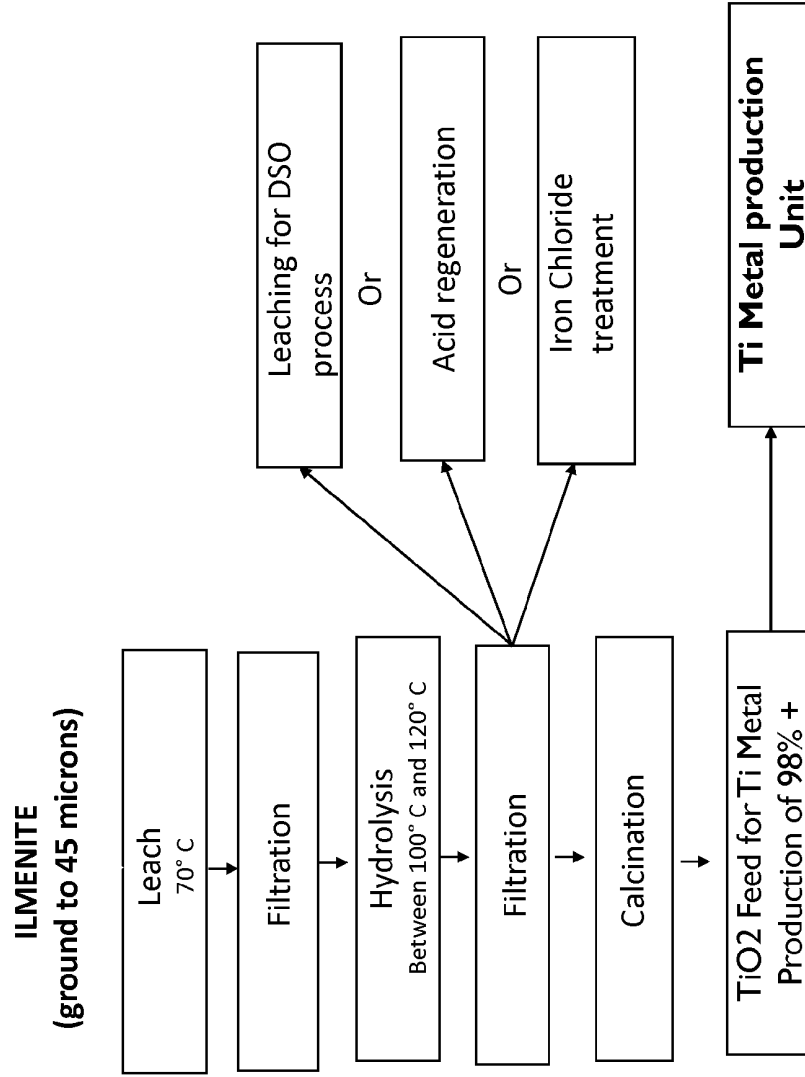 ILMENITE
(ground to 45 microns)
Leach
70° C
Filtration
Hydrolysis
Between 100° C and 120° C
Filtration
Calcination
TiO2 Feed for Ti Metal
Production of 98% +
Leaching for DSO
process
Or
Acid regeneration
Or
Iron Chloride
treatment
Ti Metal production
Unit